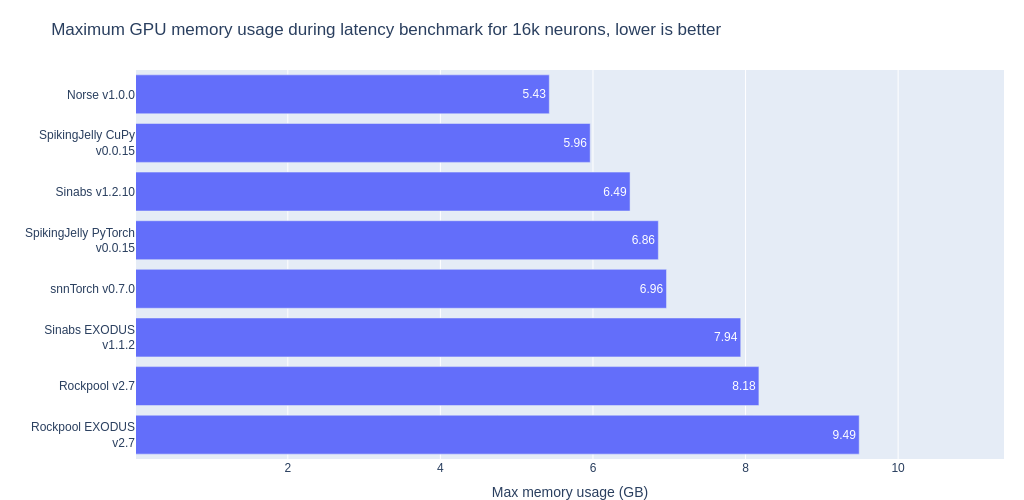 Maximum GPU memory usage during latency benchmark for 16k neurons, lower is better
Norse v1.0.0
5.43
SpikingJelly CuPy
v0.0.15
5.96
Sinabs v1.2.10
6.49
SpikingJelly PyTorch
v0.0.15
6.86
snnTorch v0.7.0
6.96
Sinabs EXODUS
v1.1.2
7.94
Rockpool v2.7
8.18
Rockpool EXODUS
v2.7
9.49
2 4 6 8 10
Max memory usage (GB)